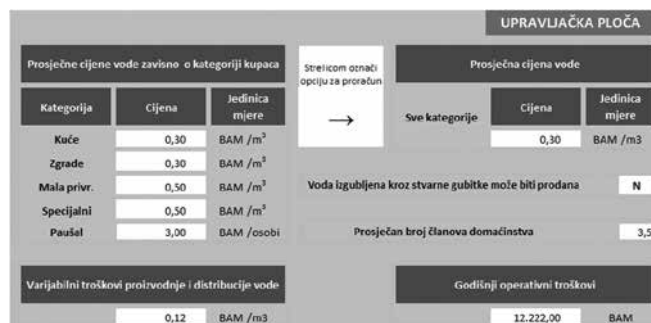 UPRAVLJAČKA PLOČA
Prosječne cijene vode zavisno o kategoriji kupaca
Kategorija Cijena Jedinica mjere
Kuće 0,30 BAM /m³
Zgrade 0,30 BAM /m³
Mala privr. 0,50 BAM /m³
Specijalni 0,50 BAM /m³
Paušal 3,00 BAM /osobi
Strelicom označi
opciju za proračun
→
Prosječna cijena vode
Cijena Jedinica mjere
Sve kategorije
0,30 BAM /m3
Voda izgubljena kroz stvarne gubitke može biti prodana N
Prosječan broj članova domaćinstva 3,5
Varijabilni troškovi proizvodnje i distribucije vode
0,12 BAM /m3
Godišnji operativni troškovi
12.222,00 BAM